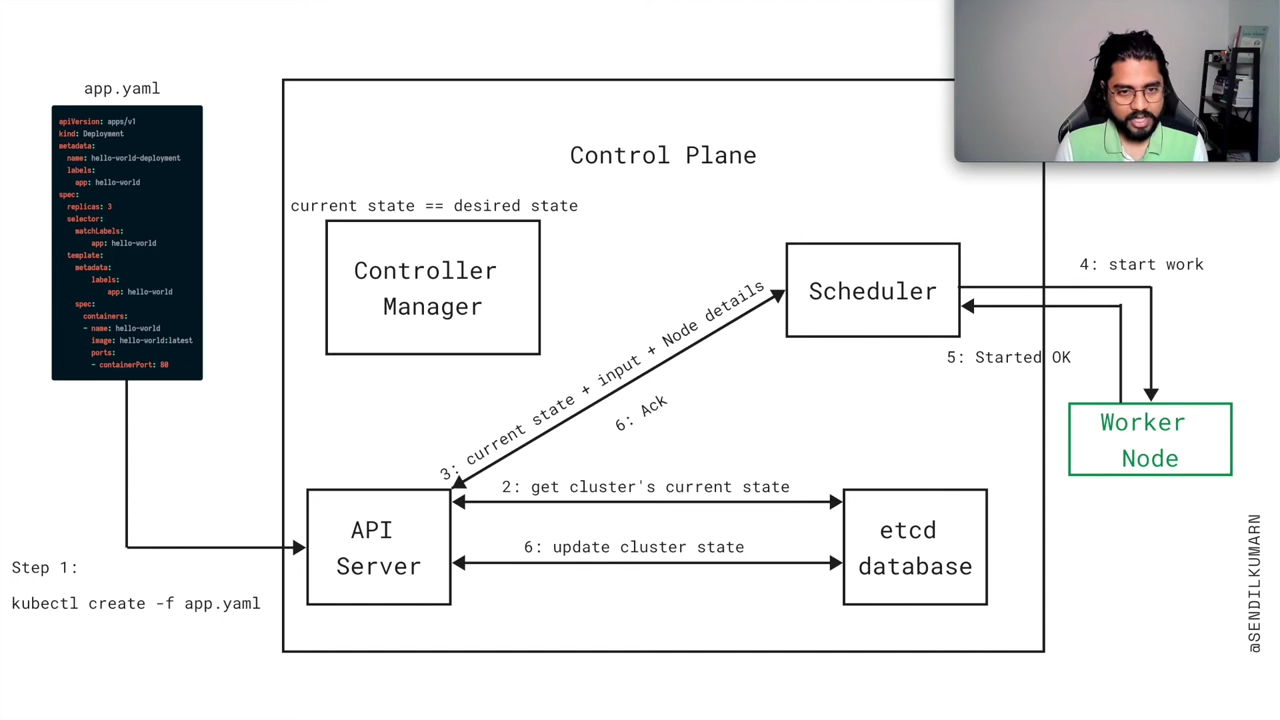 app.yaml
apiVersion: apps/v1
kind: Deployment
metadata:
name: hello-world-deployment
labels:
app: hello-world
spec:
replicas: 3
selector:
matchLabels:
app: hello-world
template:
metadata:
labels:
app: hello-world
spec:
containers:
- name: hello-world
image: hello-world:latest
ports:
- containerPort: 80
Step 1:
kubectl create -f app.yaml
Control Plane
current state == desired state
Controller
Manager
Scheduler
4: start work
5: Started OK
Worker
Node
3: current state + input + Node details
6: Ack
2: get cluster's current state
6: update cluster state
API
Server
etcd
database
@SENDILKUMARN